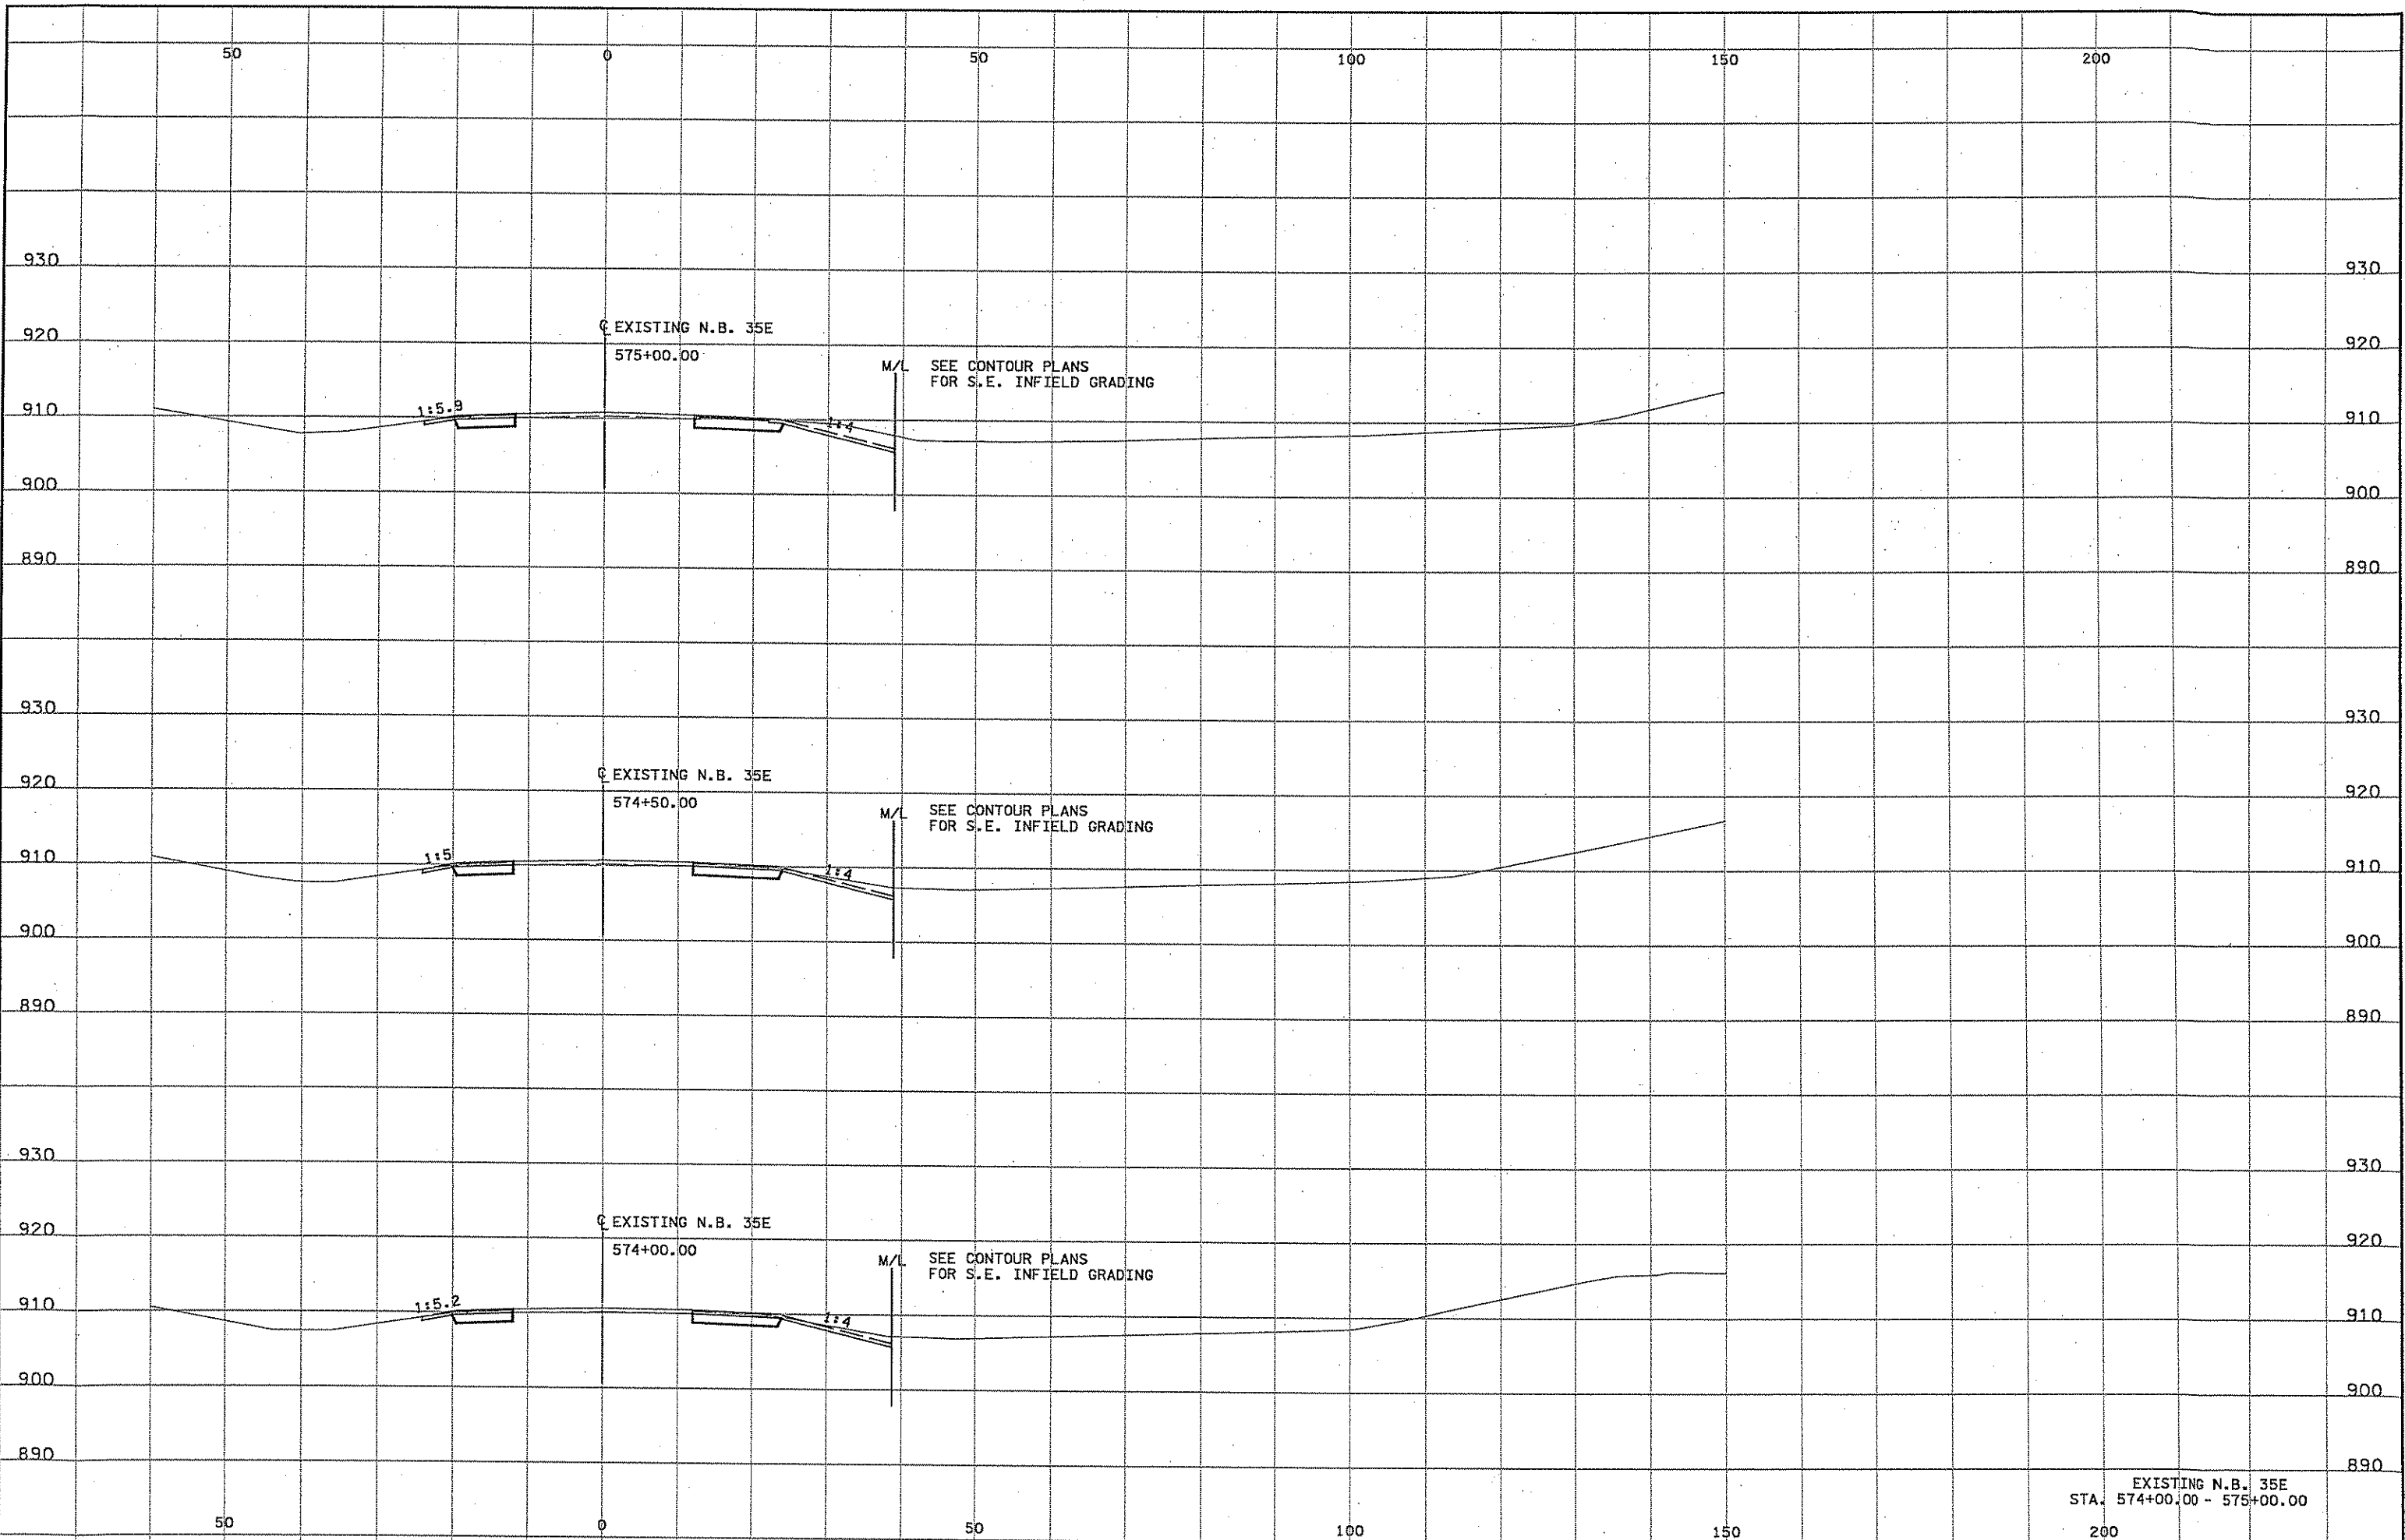 50 0 50 100 150 200
930 930
℄ EXISTING N.B. 35E
920 920
575+00.00
M/L SEE CONTOUR PLANS
FOR S.E. INFIELD GRADING
1:5.9
910 910
1:4
900 900
890 890
930 930
℄ EXISTING N.B. 35E
920 920
574+50.00
M/L SEE CONTOUR PLANS
FOR S.E. INFIELD GRADING
1:5
910 910
1:4
900 900
890 890
930 930
℄ EXISTING N.B. 35E
920 920
574+00.00
M/L SEE CONTOUR PLANS
FOR S.E. INFIELD GRADING
1:5.2
910 910
1:4
900 900
890 890
EXISTING N.B. 35E
STA. 574+00.00 - 575+00.00
50 0 50 100 150 200